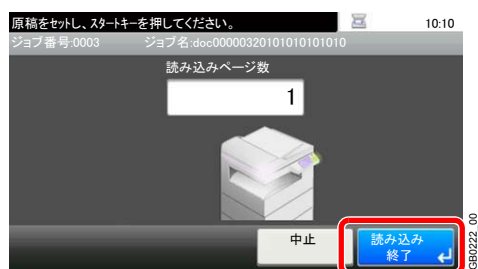 原稿をセットし、スタートキーを押してください。 10:10
ジョブ番号:0003 ジョブ名:doc00000320101010101010
読み込みページ数
1
中止 読み込み
終了
GB0222_00